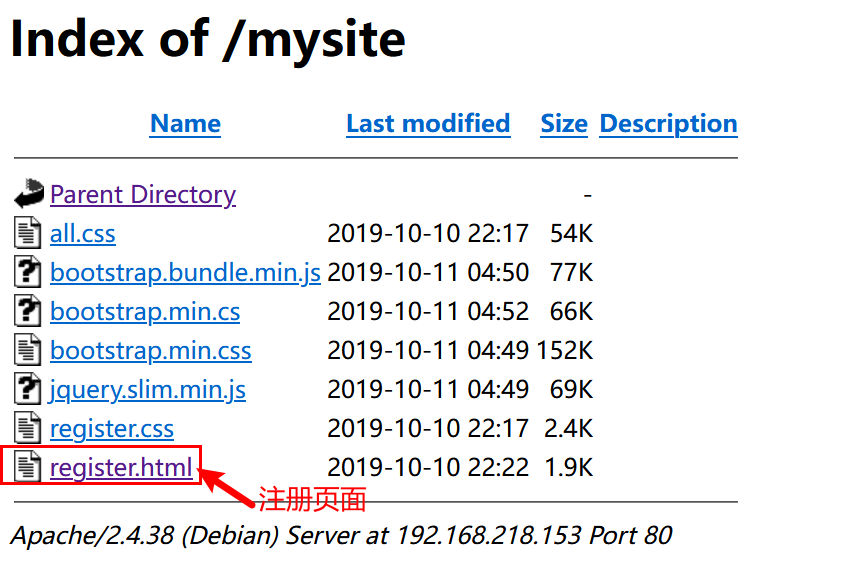 Index of /mysite
Name Last modified Size Description
Parent Directory -
all.css 2019-10-10 22:17 54K
bootstrap.bundle.min.js 2019-10-11 04:50 77K
bootstrap.min.cs 2019-10-11 04:52 66K
bootstrap.min.css 2019-10-11 04:49 152K
jquery.slim.min.js 2019-10-11 04:49 69K
register.css 2019-10-10 22:17 2.4K
register.html 2019-10-10 22:22 1.9K
注册页面
Apache/2.4.38 (Debian) Server at 192.168.218.153 Port 80